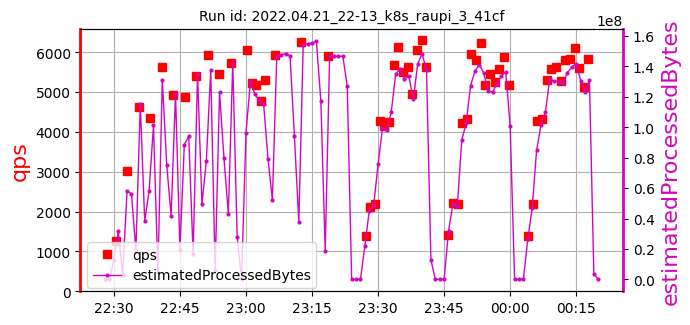 Run id: 2022.04.21_22-13_k8s_raupi_3_41cf
1e8
6000
5000
4000
3000
2000
1000
0
qps
1.6
1.4
1.2
1.0
0.8
0.6
0.4
0.2
0.0
estimatedProcessedBytes
qps
estimatedProcessedBytes
22:30 22:45 23:00 23:15 23:30 23:45 00:00 00:15